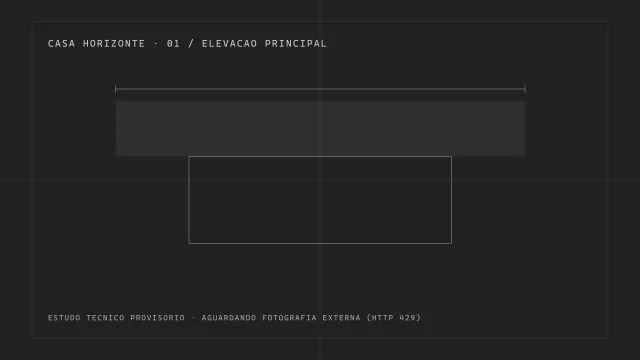 CASA HORIZONTE · 01 / ELEVACAO PRINCIPAL
ESTUDO TECNICO PROVISORIO · AGUARDANDO FOTOGRAFIA EXTERNA (HTTP 429)